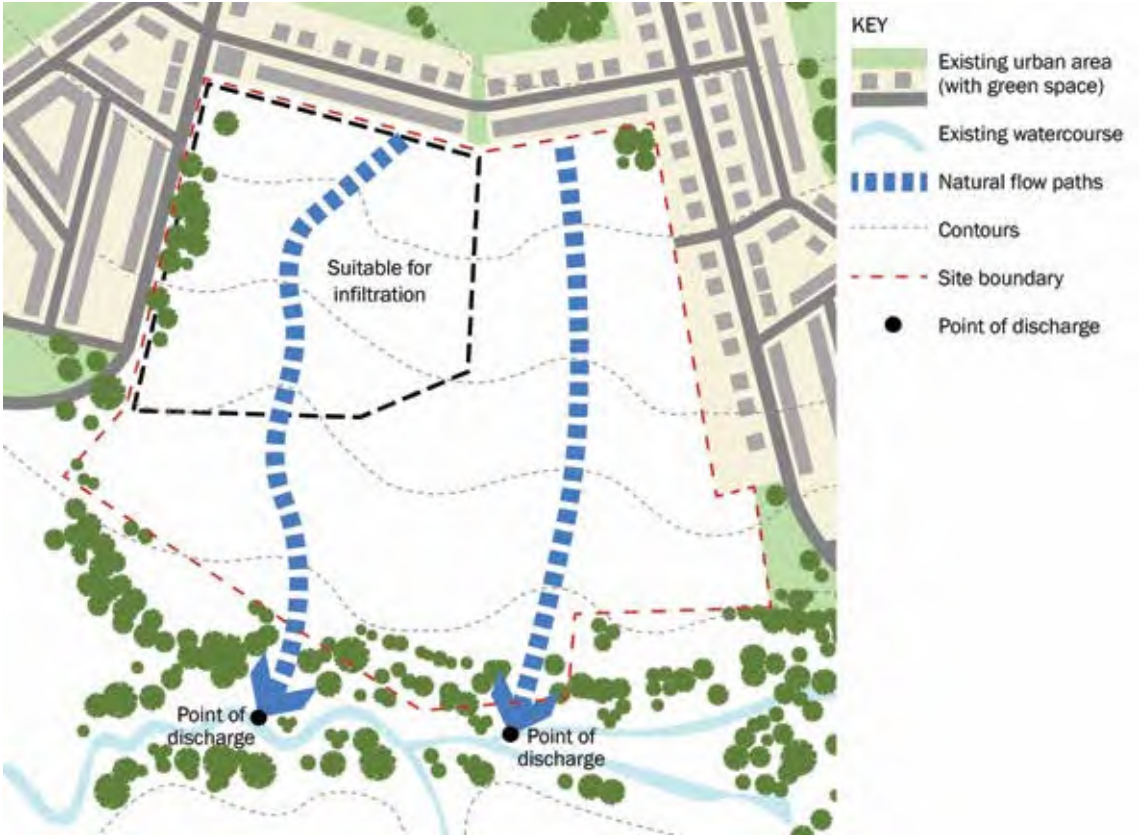 KEY
Existing urban area
(with green space)
Existing watercourse
Natural flow paths
Contours
Site boundary
Point of discharge
Suitable for
infiltration
Point of
discharge
Point of
discharge